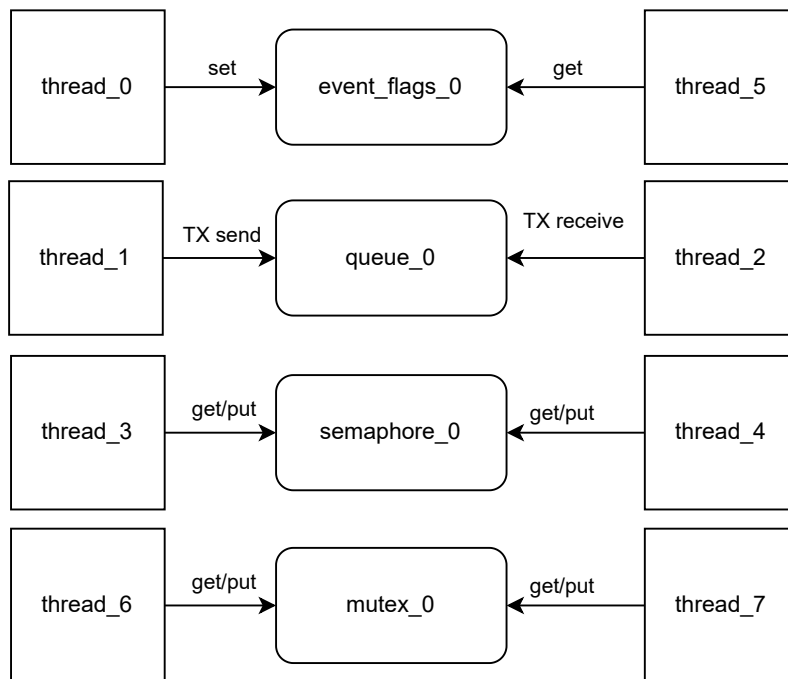 thread_0
set
event_flags_0
get
thread_5
thread_1
TX send
queue_0
TX receive
thread_2
thread_3
get/put
semaphore_0
get/put
thread_4
thread_6
get/put
mutex_0
get/put
thread_7